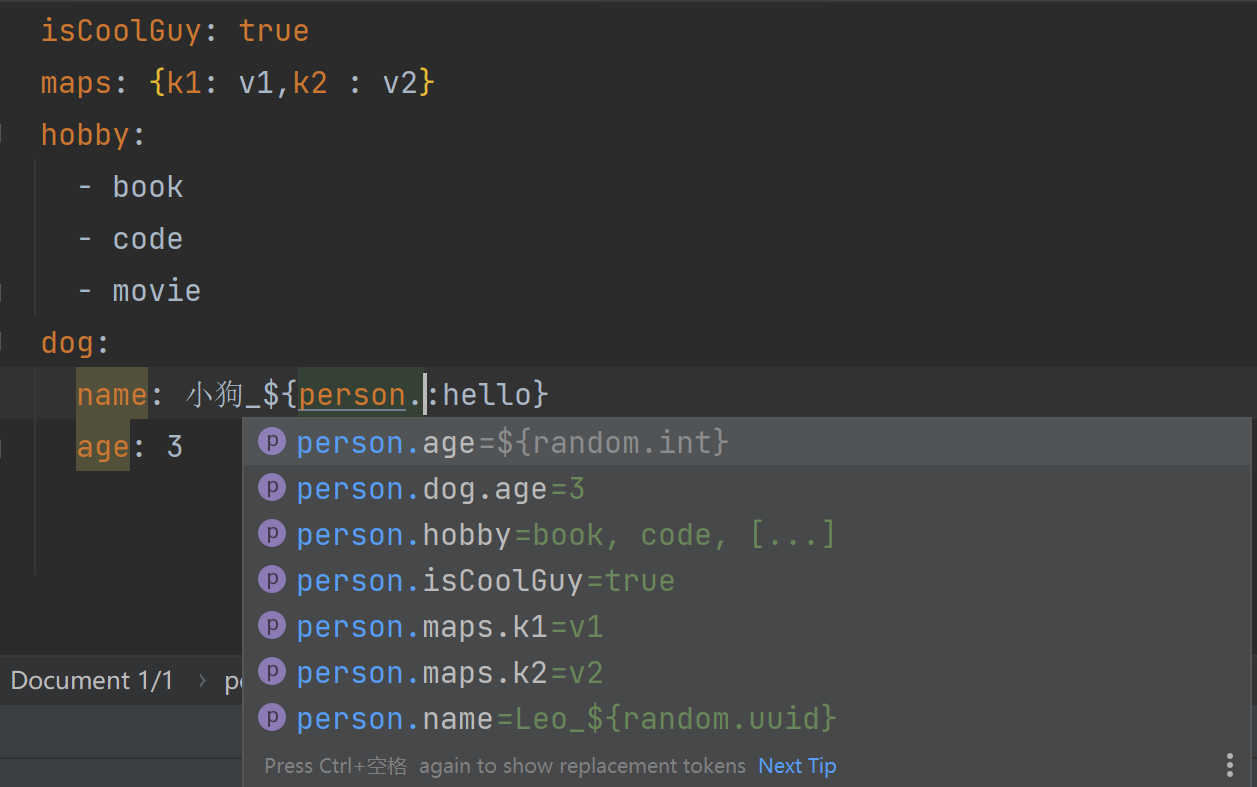 isCoolGuy: true
maps: {k1: v1,k2 : v2}
hobby:
- book
- code
- movie
dog:
name: 小狗_${person.:hello}
age: 3
p person.age=${random.int}
p person.dog.age=3
p person.hobby=book, code, [...]
p person.isCoolGuy=true
p person.maps.k1=v1
p person.maps.k2=v2
p person.name=Leo_${random.uuid}
Document 1/1 › pe
Press Ctrl+空格 again to show replacement tokens Next Tip